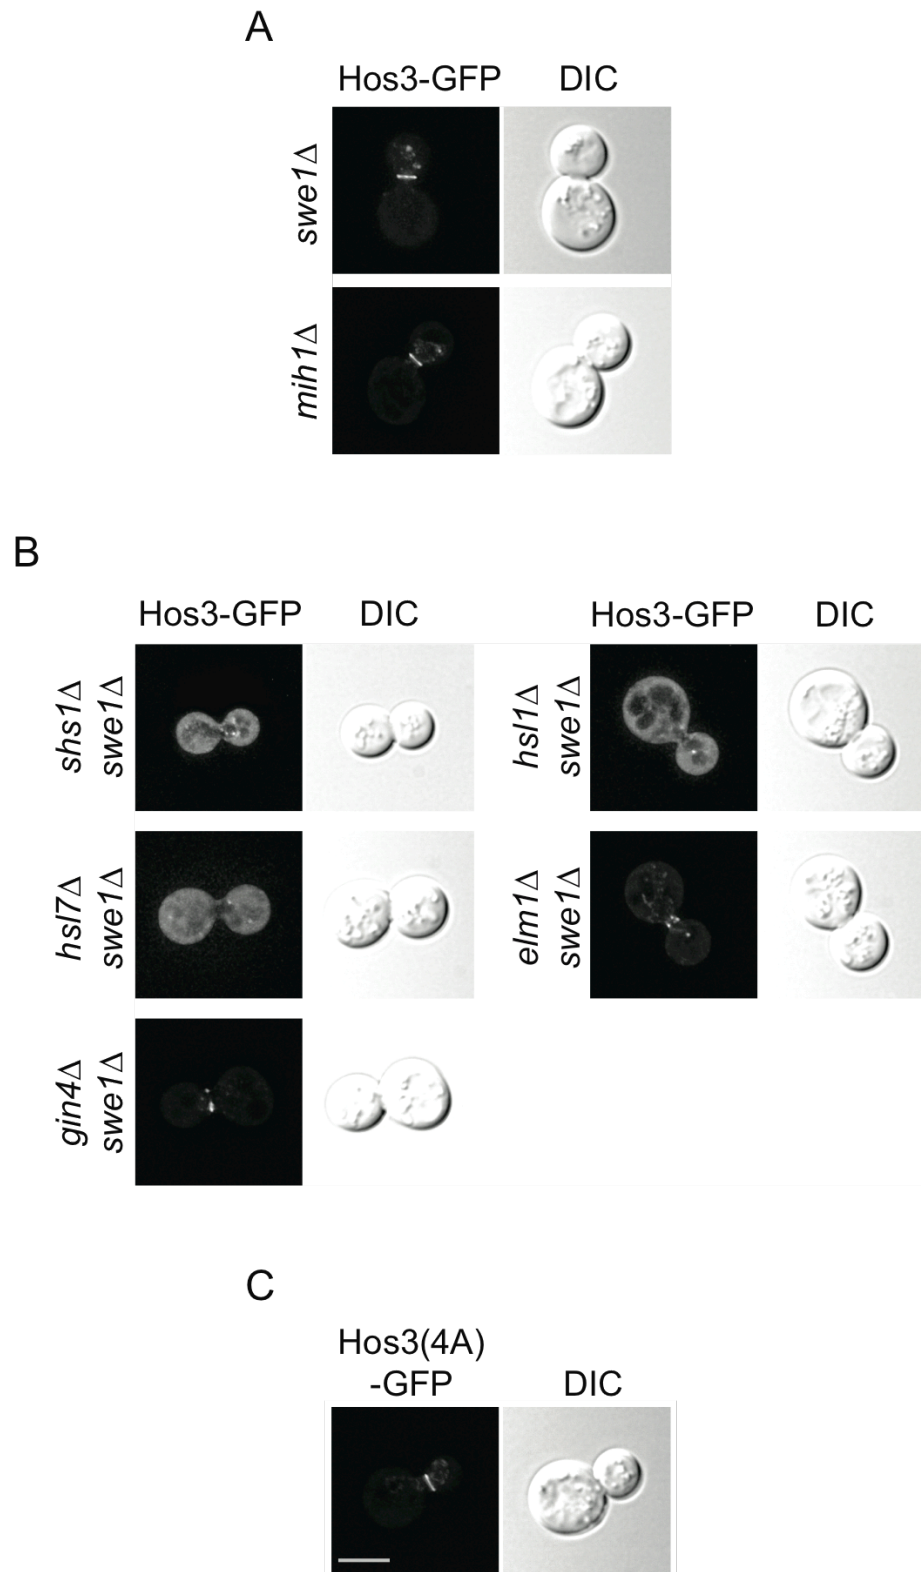 A
Hos3-GFP DIC
swe1Δ
mih1Δ
B
Hos3-GFP DIC Hos3-GFP DIC
shs1Δ
swe1Δ
hsl1Δ
swe1Δ
hsl7Δ
swe1Δ
elm1Δ
swe1Δ
gin4Δ
swe1Δ
C
Hos3(4A)
-GFP DIC